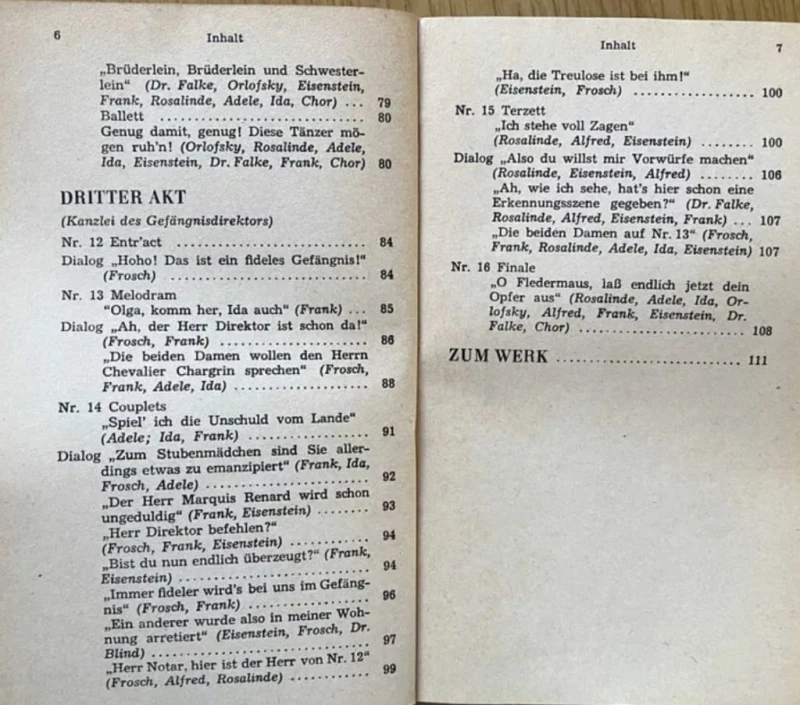 6
Inhalt
„Brüderlein, Brüderlein und Schwester-
lein“ (Dr. Falke, Orlofsky, Eisenstein,
Frank, Rosalinde, Adele, Ida, Chor) ... 79
Ballett .............................. 80
Genug damit, genug! Diese Tänzer mö-
gen ruh'n! (Orlofsky, Rosalinde, Adele,
Ida, Eisenstein, Dr. Falke, Frank, Chor) 80
DRITTER AKT
(Kanzlei des Gefängnisdirektors)
Nr. 12 Entr'act .............................. 84
Dialog „Hoho! Das ist ein fideles Gefängnis!“
(Frosch) .............................. 84
Nr. 13 Melodram
“Olga, komm her, Ida auch“ (Frank) ... 85
Dialog „Ah, der Herr Direktor ist schon da!“
(Frosch, Frank) ...................... 86
„Die beiden Damen wollen den Herrn
Chevalier Chargrin sprechen“ (Frosch,
Frank, Adele, Ida) .................... 88
Nr. 14 Couplets
„Spiel' ich die Unschuld vom Lande“
(Adele; Ida, Frank) .................. 91
Dialog „Zum Stubenmädchen sind Sie aller-
dings etwas zu emanzipiert“ (Frank, Ida,
Frosch, Adele) ........................ 92
„Der Herr Marquis Renard wird schon
ungeduldig“ (Frank, Eisenstein) ........ 93
„Herr Direktor befehlen?“
(Frosch, Frank, Eisenstein) ............ 94
„Bist du nun endlich überzeugt?“ (Frank,
Eisenstein) ............................ 94
„Immer fideler wird's bei uns im Gefäng-
nis“ (Frosch, Frank) .................. 96
„Ein anderer wurde also in meiner Woh-
nung arretiert“ (Eisenstein, Frosch, Dr.
Blind) ................................ 97
„Herr Notar, hier ist der Herr von Nr. 12“
(Frosch, Alfred, Rosalinde) ............ 99
Inhalt
7
„Ha, die Treulose ist bei ihm!“
(Eisenstein, Frosch) .................. 100
Nr. 15 Terzett
„Ich stehe voll Zagen“
(Rosalinde, Alfred, Eisenstein) ........ 100
Dialog „Also du willst mir Vorwürfe machen“
(Rosalinde, Eisenstein, Alfred) ........ 106
„Ah, wie ich sehe, hat's hier schon eine
Erkennungsszene gegeben?“ (Dr. Falke,
Rosalinde, Alfred, Eisenstein, Frank) ... 107
„Die beiden Damen auf Nr. 13“ (Frosch,
Frank, Rosalinde, Adele, Ida, Eisenstein) 107
Nr. 16 Finale
„O Fledermaus, laß endlich jetzt dein
Opfer aus“ (Rosalinde, Adele, Ida, Or-
lofsky, Alfred, Frank, Eisenstein, Dr.
Falke, Chor) .......................... 108
ZUM WERK .......................... 111